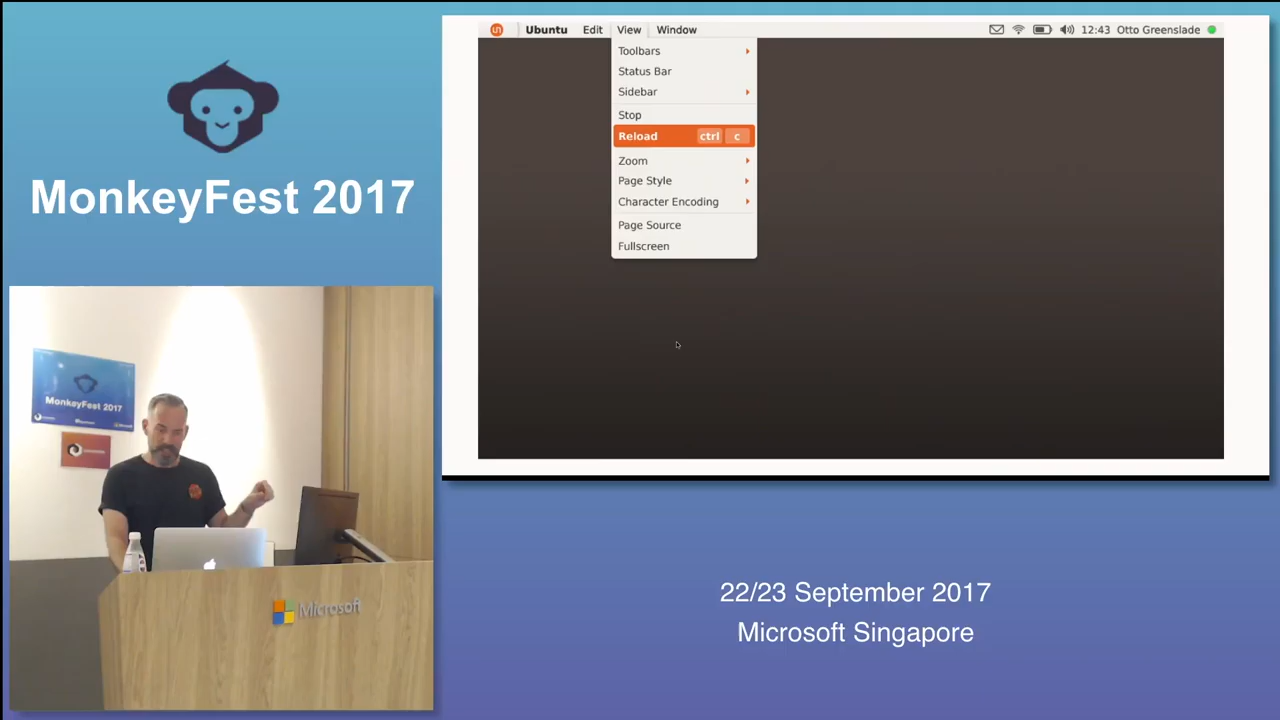 MonkeyFest 2017
MonkeyFest 2017
Microsoft
Ubuntu Edit View Window 12:43 Otto Greenslade
Toolbars
Status Bar
Sidebar
Stop
Reload ctrl c
Zoom
Page Style
Character Encoding
Page Source
Fullscreen
22/23 September 2017
Microsoft Singapore